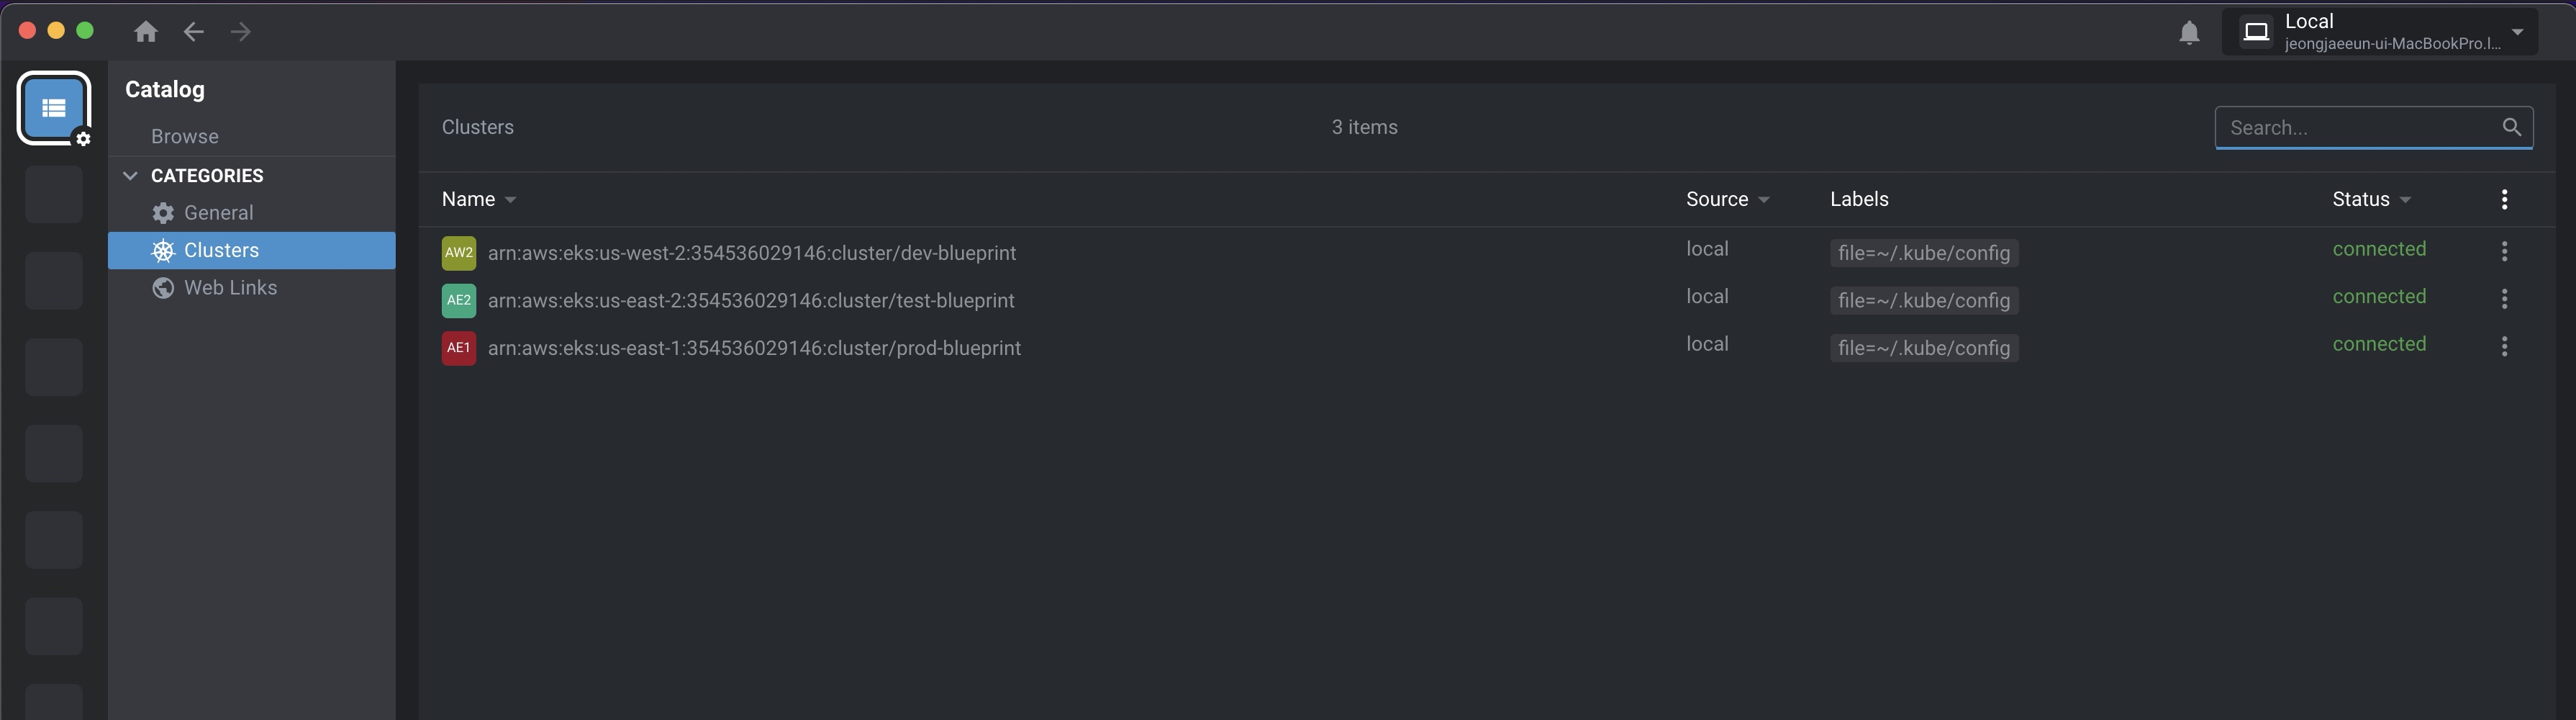 Local
jeongjaeeun-ui-MacBookPro.l...
Catalog
Browse
CATEGORIES
General
Clusters
Web Links
Clusters
3 items
Search...
Name Source Labels Status
AW2 arn:aws:eks:us-west-2:354536029146:cluster/dev-blueprint local file=~/.kube/config connected
AE2 arn:aws:eks:us-east-2:354536029146:cluster/test-blueprint local file=~/.kube/config connected
AE1 arn:aws:eks:us-east-1:354536029146:cluster/prod-blueprint local file=~/.kube/config connected